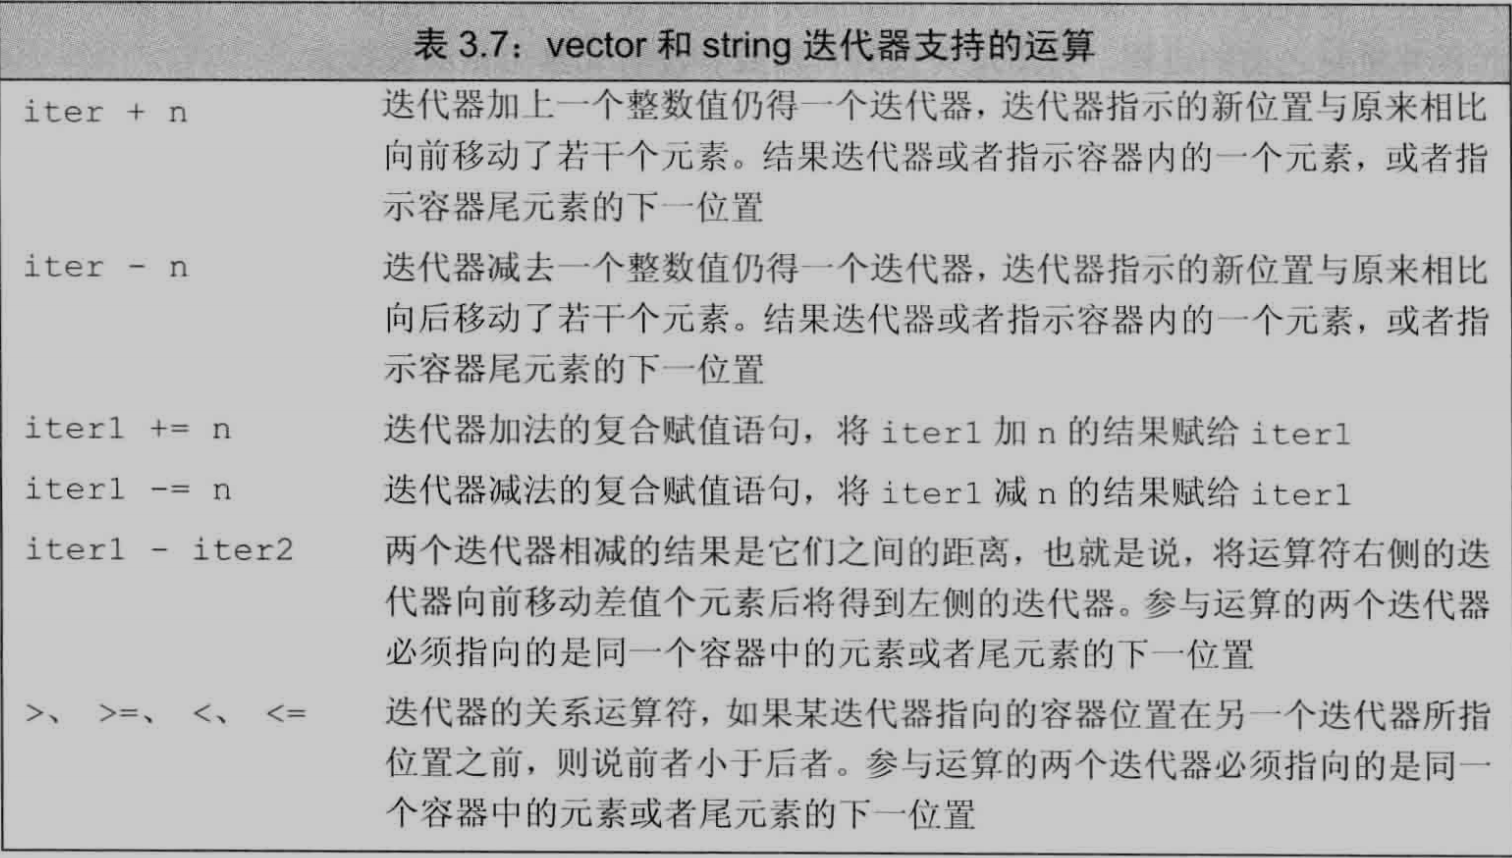 表 3.7：vector 和 string 迭代器支持的运算
iter + n 迭代器加上一个整数值仍得一个迭代器，迭代器指示的新位置与原来相比
向前移动了若干个元素。结果迭代器或者指示容器内的一个元素，或者指
示容器尾元素的下一位置
iter - n 迭代器减去一个整数值仍得一个迭代器，迭代器指示的新位置与原来相比
向后移动了若干个元素。结果迭代器或者指示容器内的一个元素，或者指
示容器尾元素的下一位置
iter1 += n 迭代器加法的复合赋值语句，将 iter1 加 n 的结果赋给 iter1
iter1 -= n 迭代器减法的复合赋值语句，将 iter1 减 n 的结果赋给 iter1
iter1 - iter2 两个迭代器相减的结果是它们之间的距离，也就是说，将运算符右侧的迭
代器向前移动差值个元素后将得到左侧的迭代器。参与运算的两个迭代器
必须指向的是同一个容器中的元素或者尾元素的下一位置
>、 >=、 <、 <= 迭代器的关系运算符，如果某迭代器指向的容器位置在另一个迭代器所指
位置之前，则说前者小于后者。参与运算的两个迭代器必须指向的是同一
个容器中的元素或者尾元素的下一位置